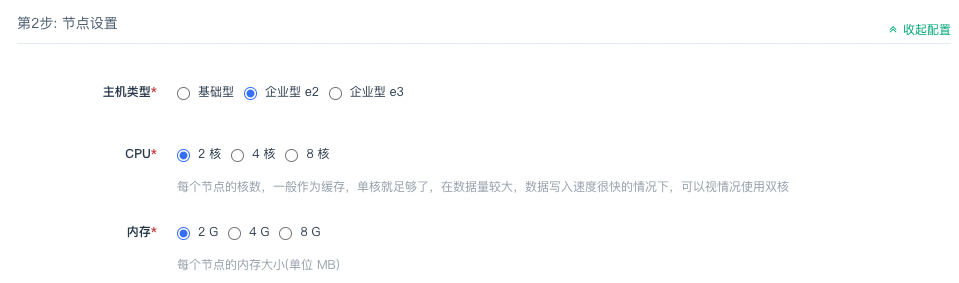 第2步: 节点设置
收起配置
主机类型* 基础型 企业型 e2 企业型 e3
CPU* 2 核 4 核 8 核
每个节点的核数，一般作为缓存，单核就足够了，在数据量较大，数据写入速度很快的情况下，可以视情况使用双核
内存* 2 G 4 G 8 G
每个节点的内存大小(单位 MB)